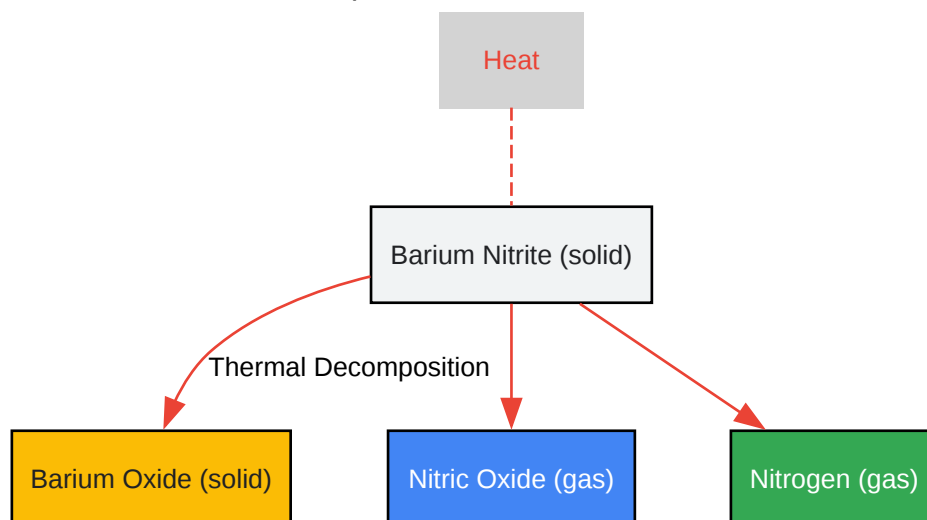 Heat
Barium Nitrite (solid)
Thermal Decomposition
Barium Oxide (solid)
Nitric Oxide (gas)
Nitrogen (gas)